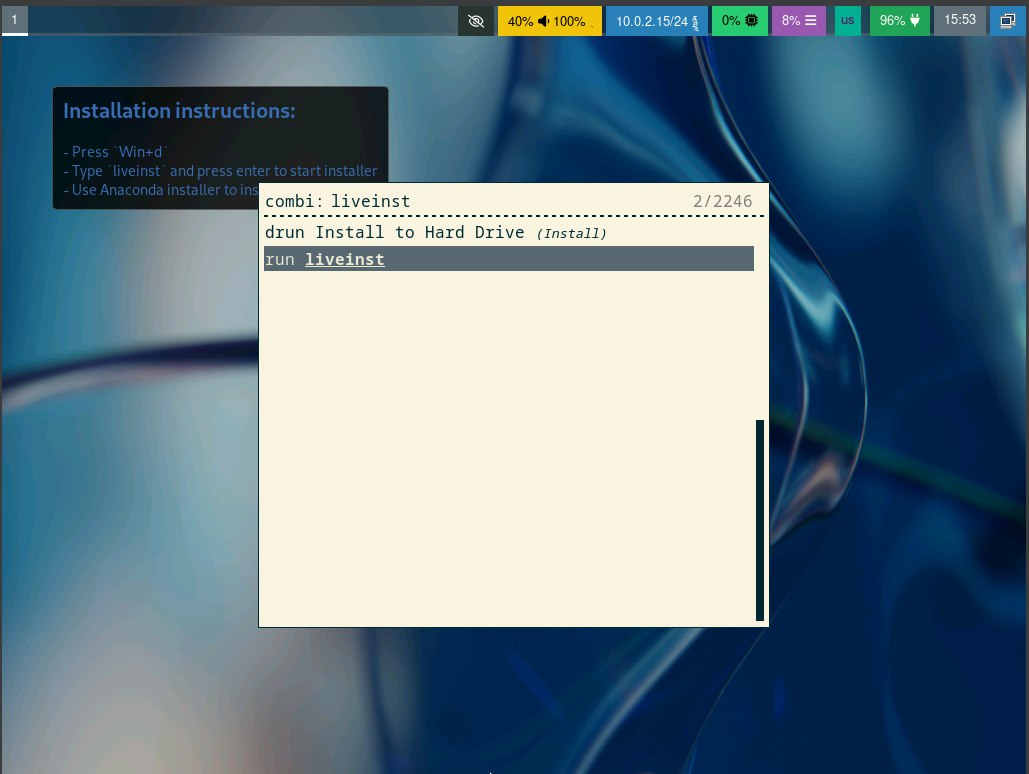 1
40% 100%
10.0.2.15/24
0%
8%
us
96%
15:53
Installation instructions:
- Press `Win+d`
- Type `liveinst` and press enter to start installer
- Use Anaconda installer to
combi: liveinst 2/2246
drun Install to Hard Drive (Install)
run liveinst